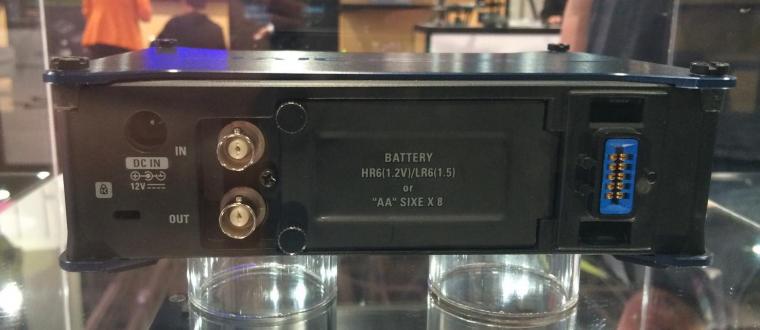 IN
DC IN
12V
OUT
BATTERY
HR6(1.2V)/LR6(1.5)
or
"AA" SIXE X 8